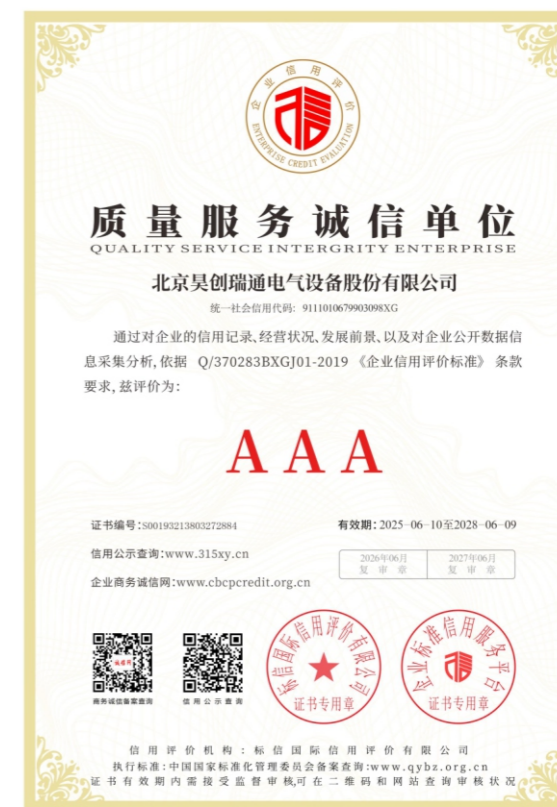 企业信用评价
ENTERPRISE CREDIT EVALUATION
质量服务诚信单位
QUALITY SERVICE INTERGRITY ENTERPRISE
北京昊创瑞通电气设备股份有限公司
统一社会信用代码: 9111010679903098XG
通过对企业的信用记录、经营状况、发展前景、以及对企业公开数据信
息采集分析, 依据 Q/370283BXGJ01-2019 《企业信用评价标准》 条款
要求, 兹评价为:
AAA
证书编号:S00193213803272884
有效期: 2025-06-10至2028-06-09
信用公示查询:www.315xy.cn
2026年06月
复 审 章
2027年06月
复 审 章
企业商务诚信网:www.cbcpcredit.org.cn
诚信网
商务诚信备案查询
信用公示查询
标信国际信用评价有限公司
证书专用章
企业标准信用服务平台
证书专用章
信用评价机构:标信国际信用评价有限公司
执行标准:中国国家标准化管理委员会备案查询:www.qybz.org.cn
证书有效期内需接受监督审核,可在二维码和网站查询审核状况